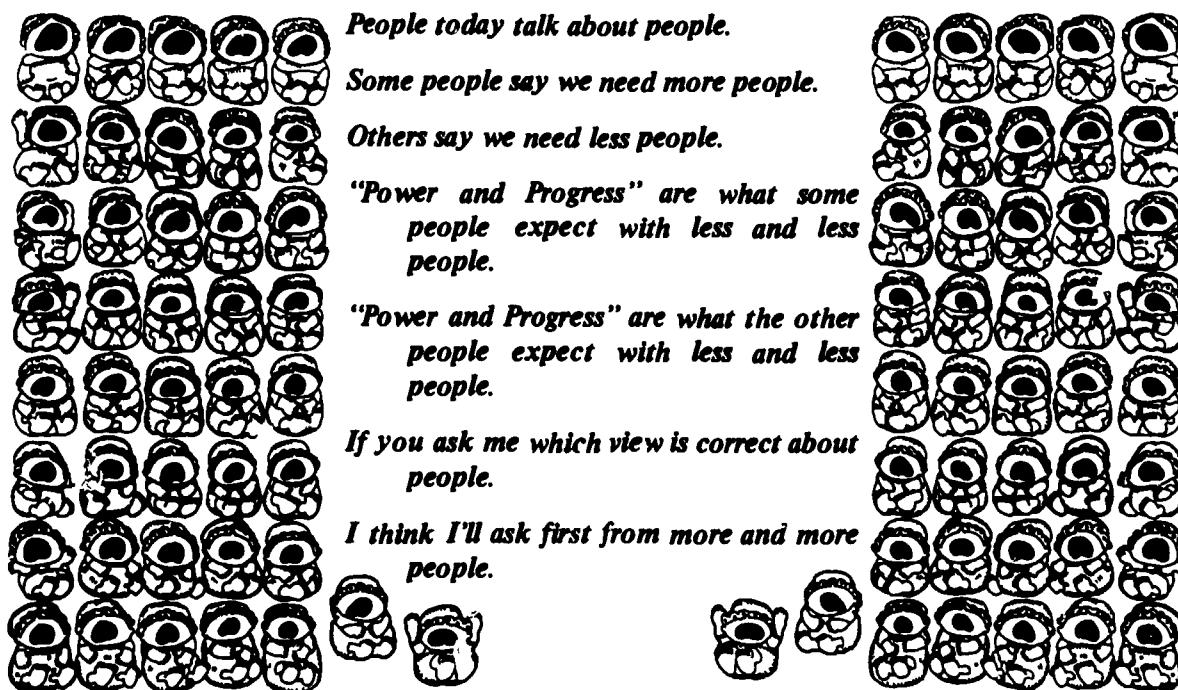 People today talk about people.
Some people say we need more people.
Others say we need less people.
“Power and Progress” are what some
people expect with less and less
people.
“Power and Progress” are what the other
people expect with less and less
people.
If you ask me which view is correct about
people.
I think I'll ask first from more and more
people.